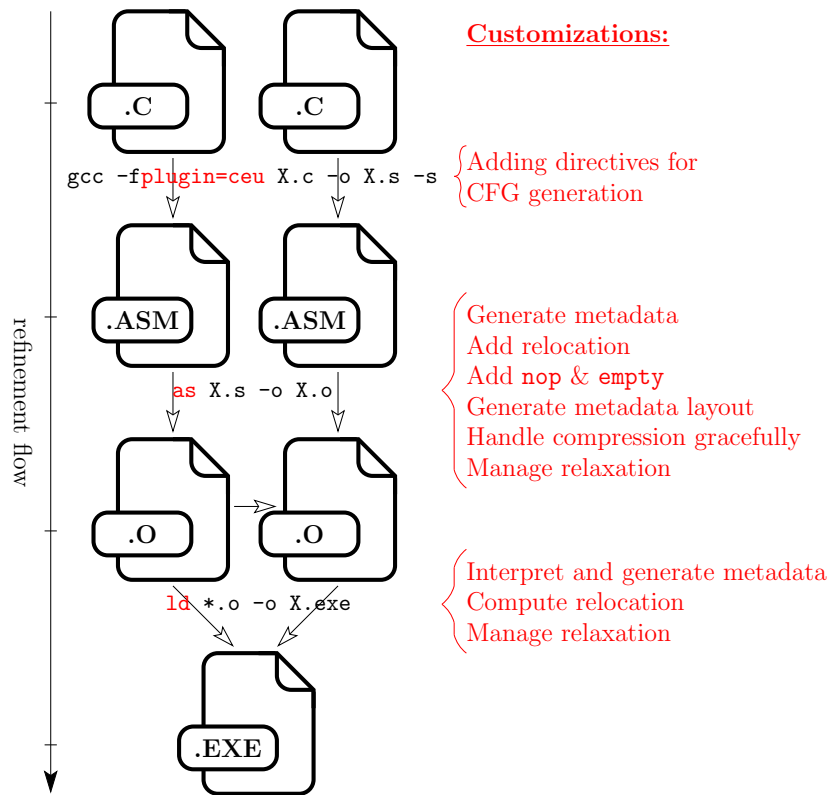 Customizations:
.C
.C
gcc -fplugin=ceu X.c -o X.s -s
Adding directives for
CFG generation
.ASM
.ASM
refinement flow
Generate metadata
Add relocation
Add nop & empty
Generate metadata layout
Handle compression gracefully
Manage relaxation
as X.s -o X.o
.O
.O
ld *.o -o X.exe
Interpret and generate metadata
Compute relocation
Manage relaxation
.EXE